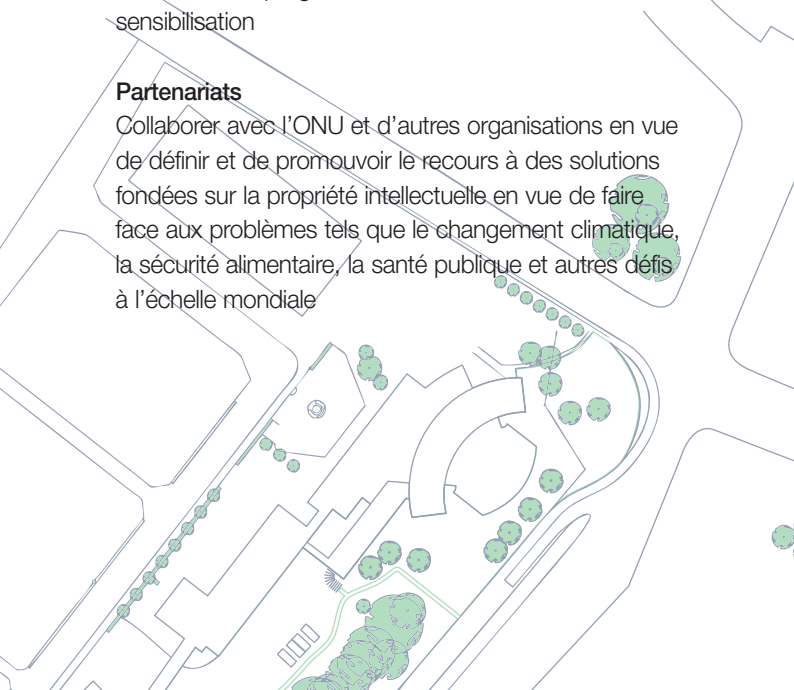 sensibilisation
Partenariats
Collaborer avec l’ONU et d’autres organisations en vue
de définir et de promouvoir le recours à des solutions
fondées sur la propriété intellectuelle en vue de faire
face aux problèmes tels que le changement climatique,
la sécurité alimentaire, la santé publique et autres défis
à l’échelle mondiale